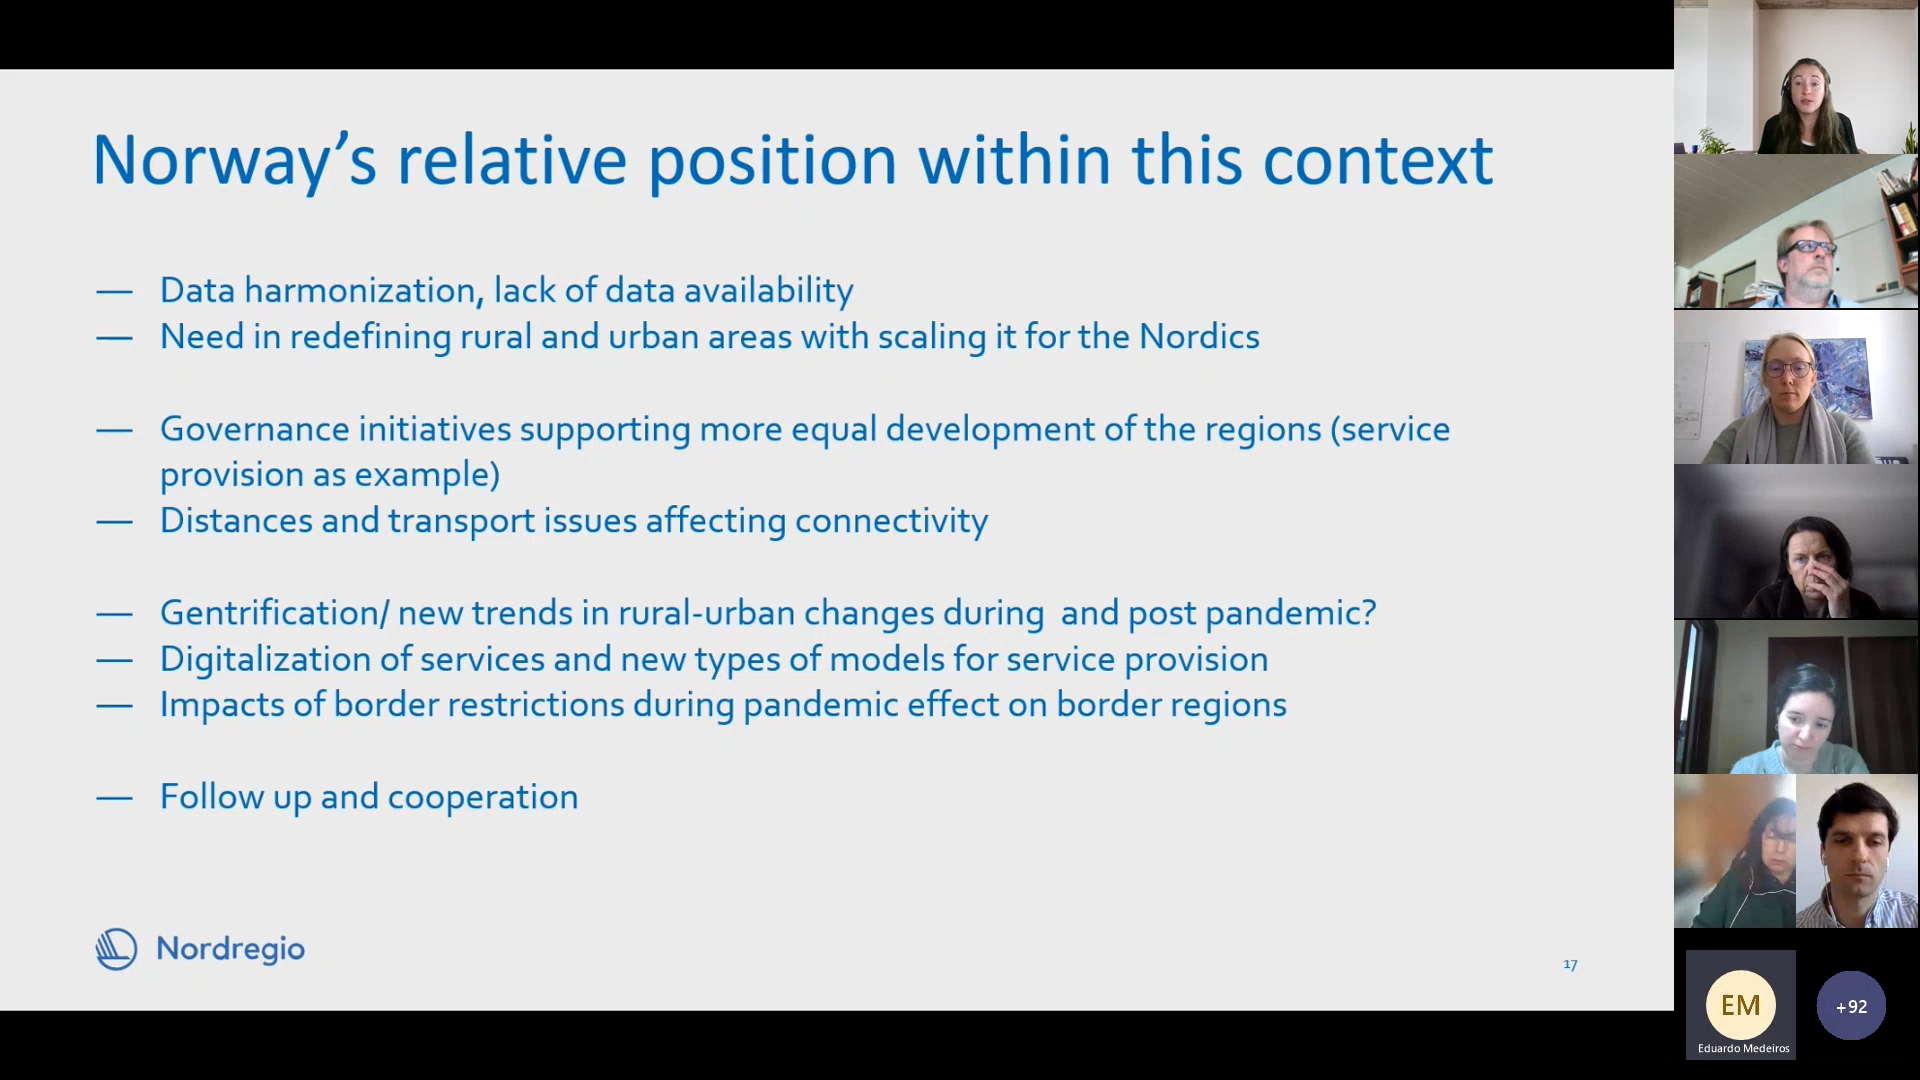 Norway’s relative position within this context
— Data harmonization, lack of data availability
— Need in redefining rural and urban areas with scaling it for the Nordics
— Governance initiatives supporting more equal development of the regions (service
provision as example)
— Distances and transport issues affecting connectivity
— Gentrification/ new trends in rural-urban changes during  and post pandemic?
— Digitalization of services and new types of models for service provision
— Impacts of border restrictions during pandemic effect on border regions
— Follow up and cooperation
Nordregio
17
EM
Eduardo Medeiros
+92